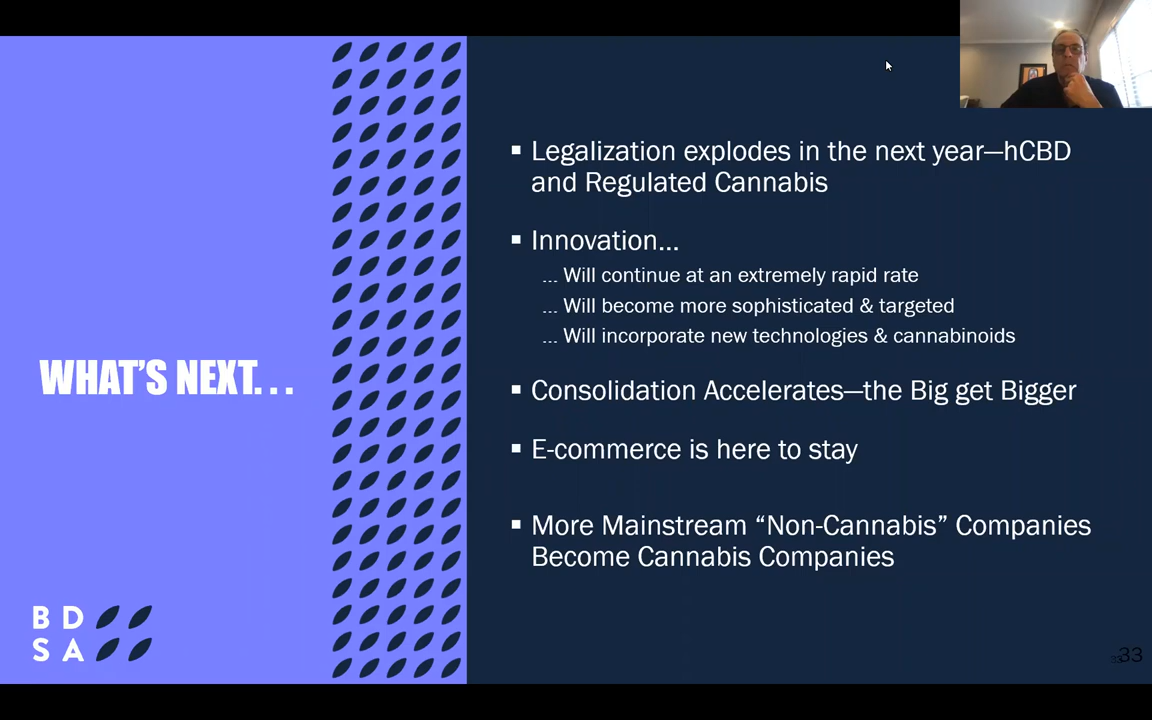 WHAT'S NEXT...
▪ Legalization explodes in the next year—hCBD
and Regulated Cannabis
▪ Innovation...
... Will continue at an extremely rapid rate
... Will become more sophisticated & targeted
... Will incorporate new technologies & cannabinoids
▪ Consolidation Accelerates—the Big get Bigger
▪ E-commerce is here to stay
▪ More Mainstream “Non-Cannabis” Companies
Become Cannabis Companies
B D
S A
33
33